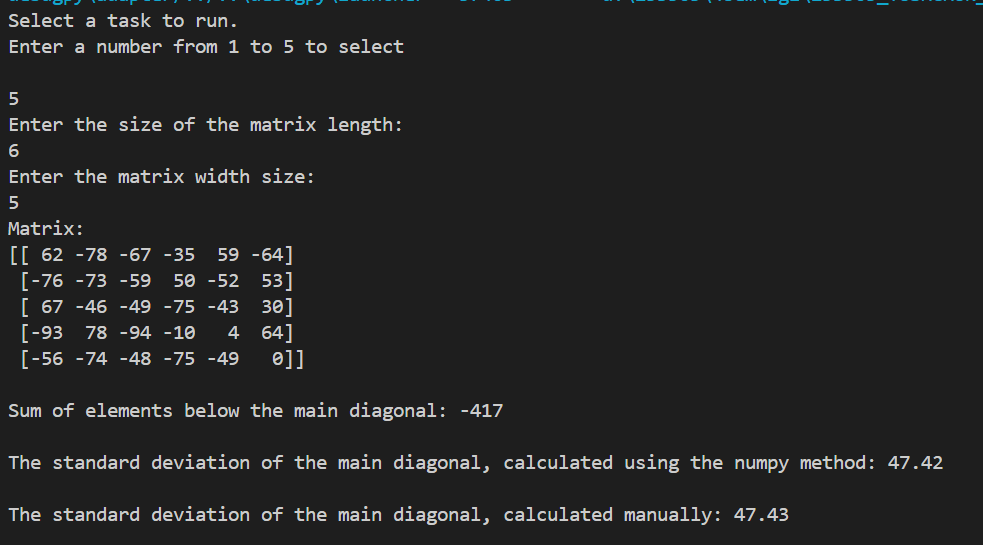 Select a task to run.
Enter a number from 1 to 5 to select
5
Enter the size of the matrix length:
6
Enter the matrix width size:
5
Matrix:
[[ 62 -78 -67 -35  59 -64]
 [-76 -73 -59  50 -52  53]
 [ 67 -46 -49 -75 -43  30]
 [-93  78 -94 -10   4  64]
 [-56 -74 -48 -75 -49   0]]
Sum of elements below the main diagonal: -417
The standard deviation of the main diagonal, calculated using the numpy method: 47.42
The standard deviation of the main diagonal, calculated manually: 47.43